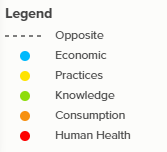 Legend
Opposite
Economic
Practices
Knowledge
Consumption
Human Health